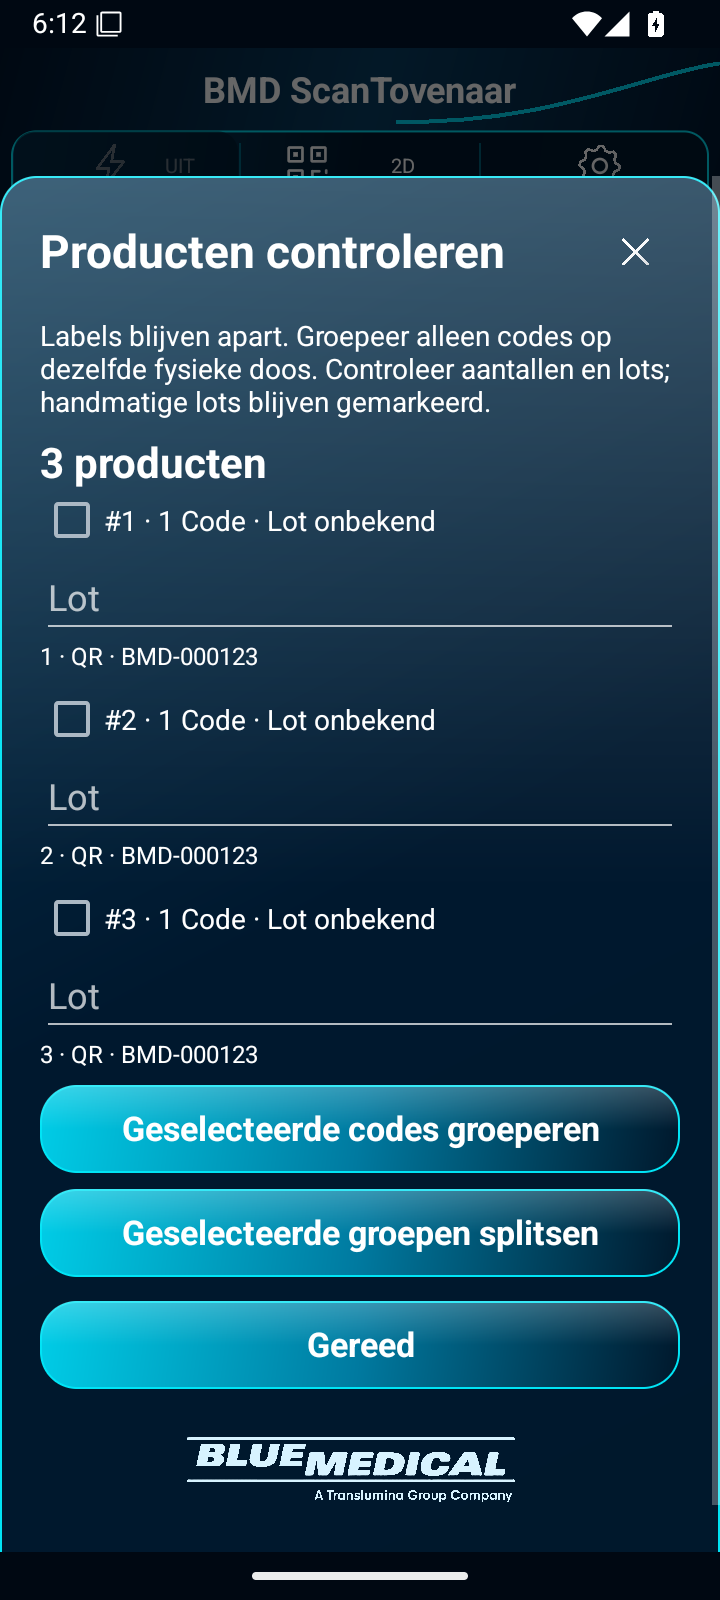 6:12
BMD ScanTovenaar
UIT
2D
Producten controleren
Labels blijven apart. Groepeer alleen codes op
dezelfde fysieke doos. Controleer aantallen en lots;
handmatige lots blijven gemarkeerd.
3 producten
#1 · 1 Code · Lot onbekend
Lot
1 · QR · BMD-000123
#2 · 1 Code · Lot onbekend
Lot
2 · QR · BMD-000123
#3 · 1 Code · Lot onbekend
Lot
3 · QR · BMD-000123
Geselecteerde codes groeperen
Geselecteerde groepen splitsen
Gereed
BLUEMEDICAL
A Translumina Group Company